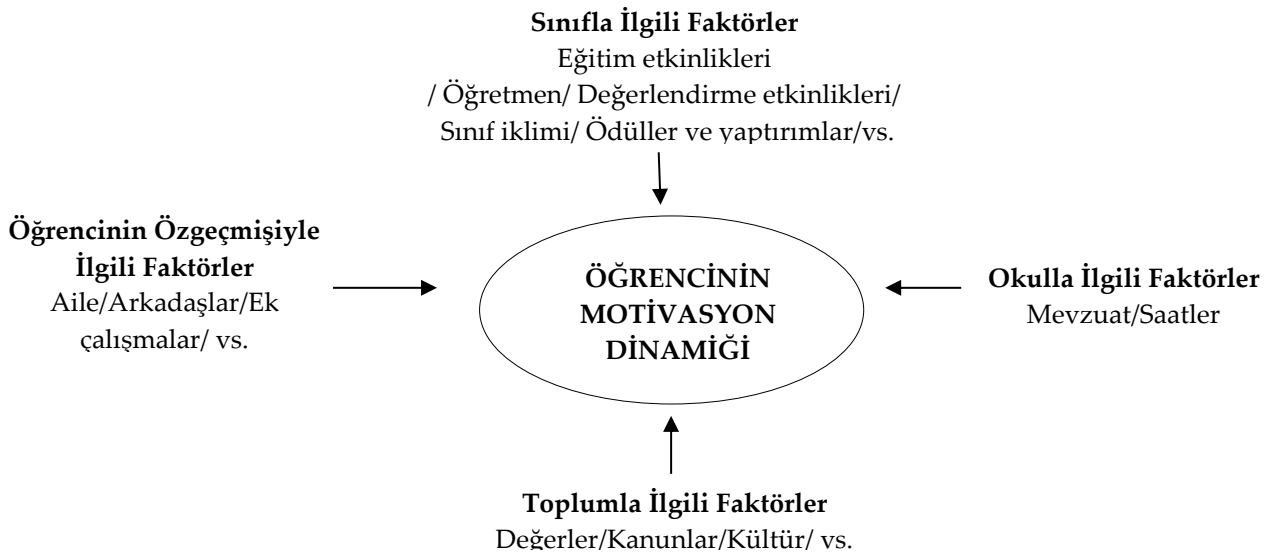 Sınıfla İlgili Faktörler
Eğitim etkinlikleri
/ Öğretmen/ Değerlendirme etkinlikleri/
Sınıf iklimi/ Ödüller ve yaptırımlar/vs.
Öğrencinin Özgeçmişiyle
İlgili Faktörler
Aile/Arkadaşlar/Ek
çalışmalar/ vs.
ÖĞRENCİNİN
MOTİVASYON
DİNAMİĞİ
Okulla İlgili Faktörler
Mevzuat/Saatler
Toplumla İlgili Faktörler
Değerler/Kanunlar/Kültür/ vs.